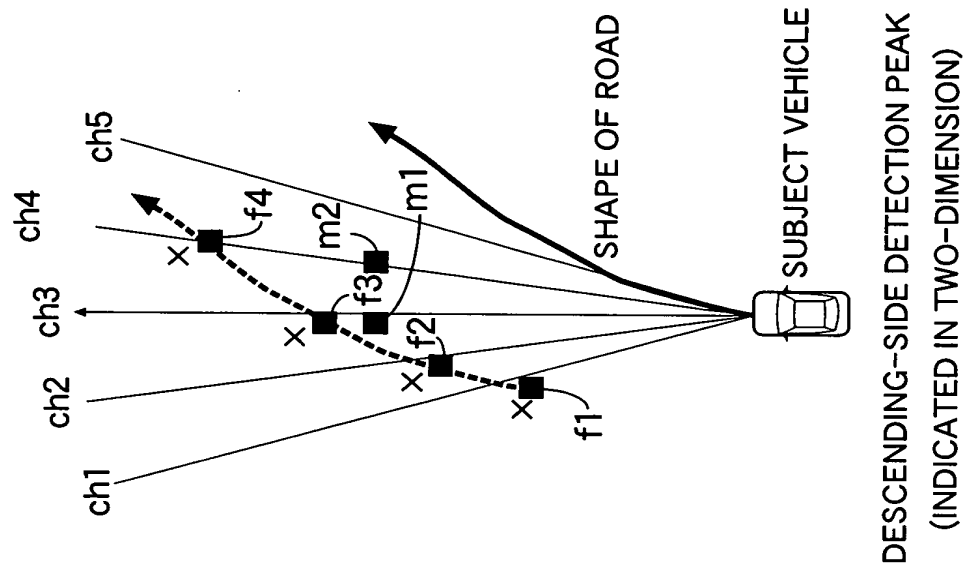 ch1
ch2
ch3
ch4
ch5
f4
m2
m1
f3
f2
f1
SHAPE OF ROAD
SUBJECT VEHICLE
DESCENDING-SIDE DETECTION PEAK
(INDICATED IN TWO-DIMENSION)